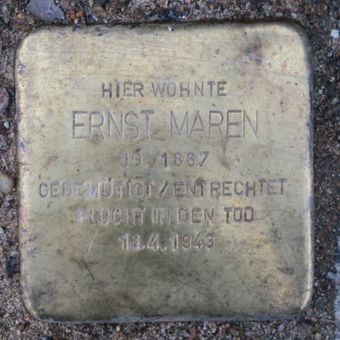 HIER WOHNTE
ERNST MAREN
JG. 1867
GEDEMÜTIGT / ENTRECHTET
FLUCHT IN DEN TOD
18.4.1943